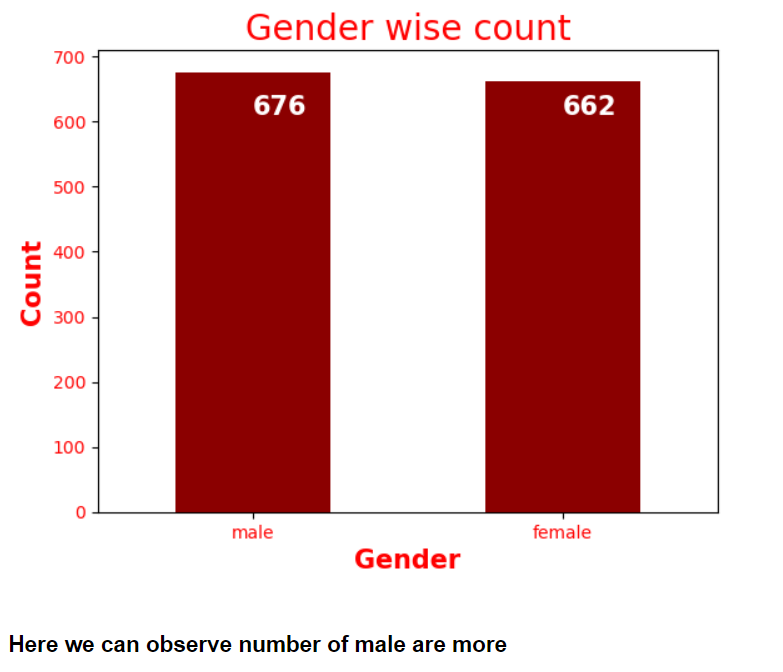 Gender wise count
700
600
500
400
300
200
100
0
Count
676
662
male female
Gender
Here we can observe number of male are more